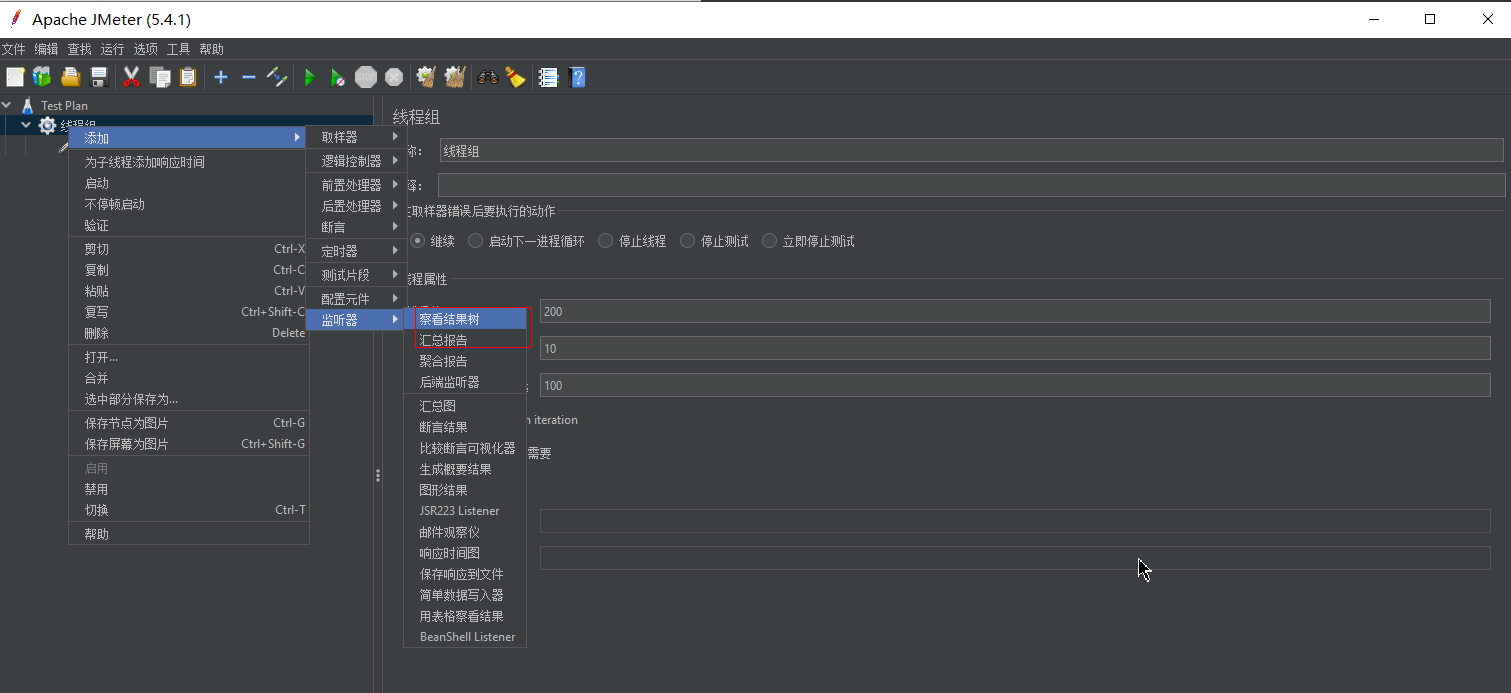 Apache JMeter (5.4.1)
文件 编辑 查找 运行 选项 工具 帮助
Test Plan
线程组
添加
为子线程添加响应时间
启动
不停顿启动
验证
剪切 Ctrl-X
复制 Ctrl-C
粘贴 Ctrl-V
复写 Ctrl+Shift-C
删除 Delete
打开...
合并
选中部分保存为...
保存节点为图片 Ctrl-G
保存屏幕为图片 Ctrl+Shift-G
启用
禁用
切换 Ctrl-T
帮助
取样器
逻辑控制器
前置处理器
后置处理器
断言
定时器
测试片段
配置元件
监听器
察看结果树
汇总报告
聚合报告
后端监听器
汇总图
断言结果
比较断言可视化器
生成概要结果
图形结果
JSR223 Listener
邮件观察仪
响应时间图
保存响应到文件
简单数据写入器
用表格察看结果
BeanShell Listener
线程组
称: 线程组
释:
取样器错误后要执行的动作
继续 启动下一进程循环 停止线程 停止测试 立即停止测试
程属性
200
10
100
iteration
需要